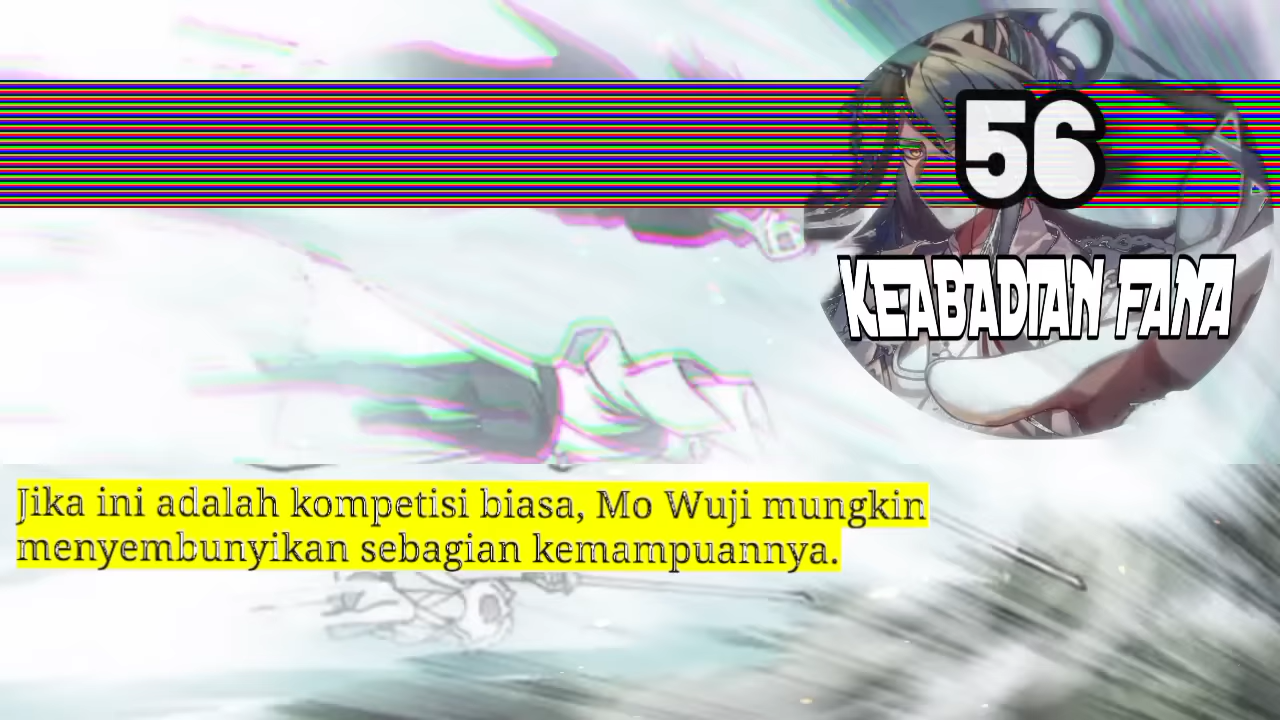 56
KEABADIAN FANA
Jika ini adalah kompetisi biasa, Mo Wuji mungkin
menyembunyikan sebagian kemampuannya.